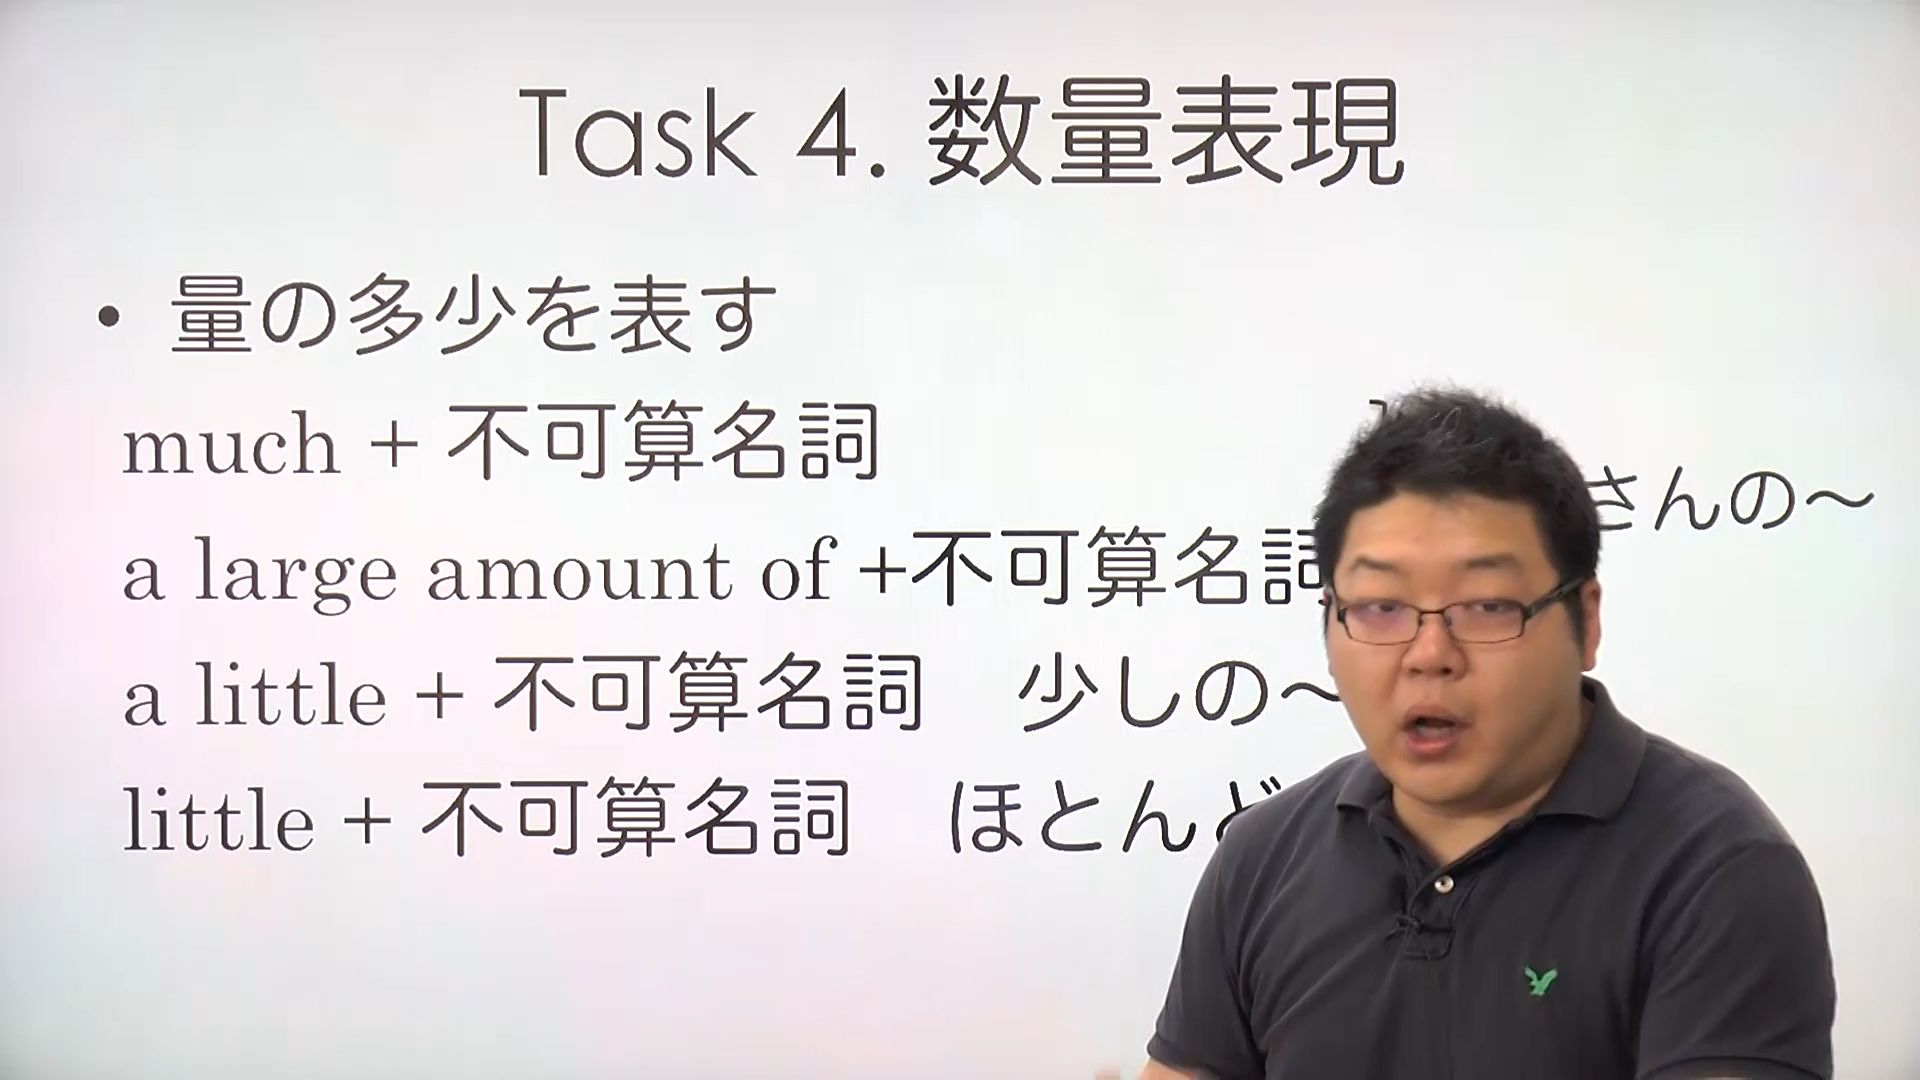 Task 4. 数量表現
• 量の多少を表す
much + 不可算名詞
さんの～
a large amount of +不可算名詞
a little + 不可算名詞 少しの～
little + 不可算名詞 ほとんど